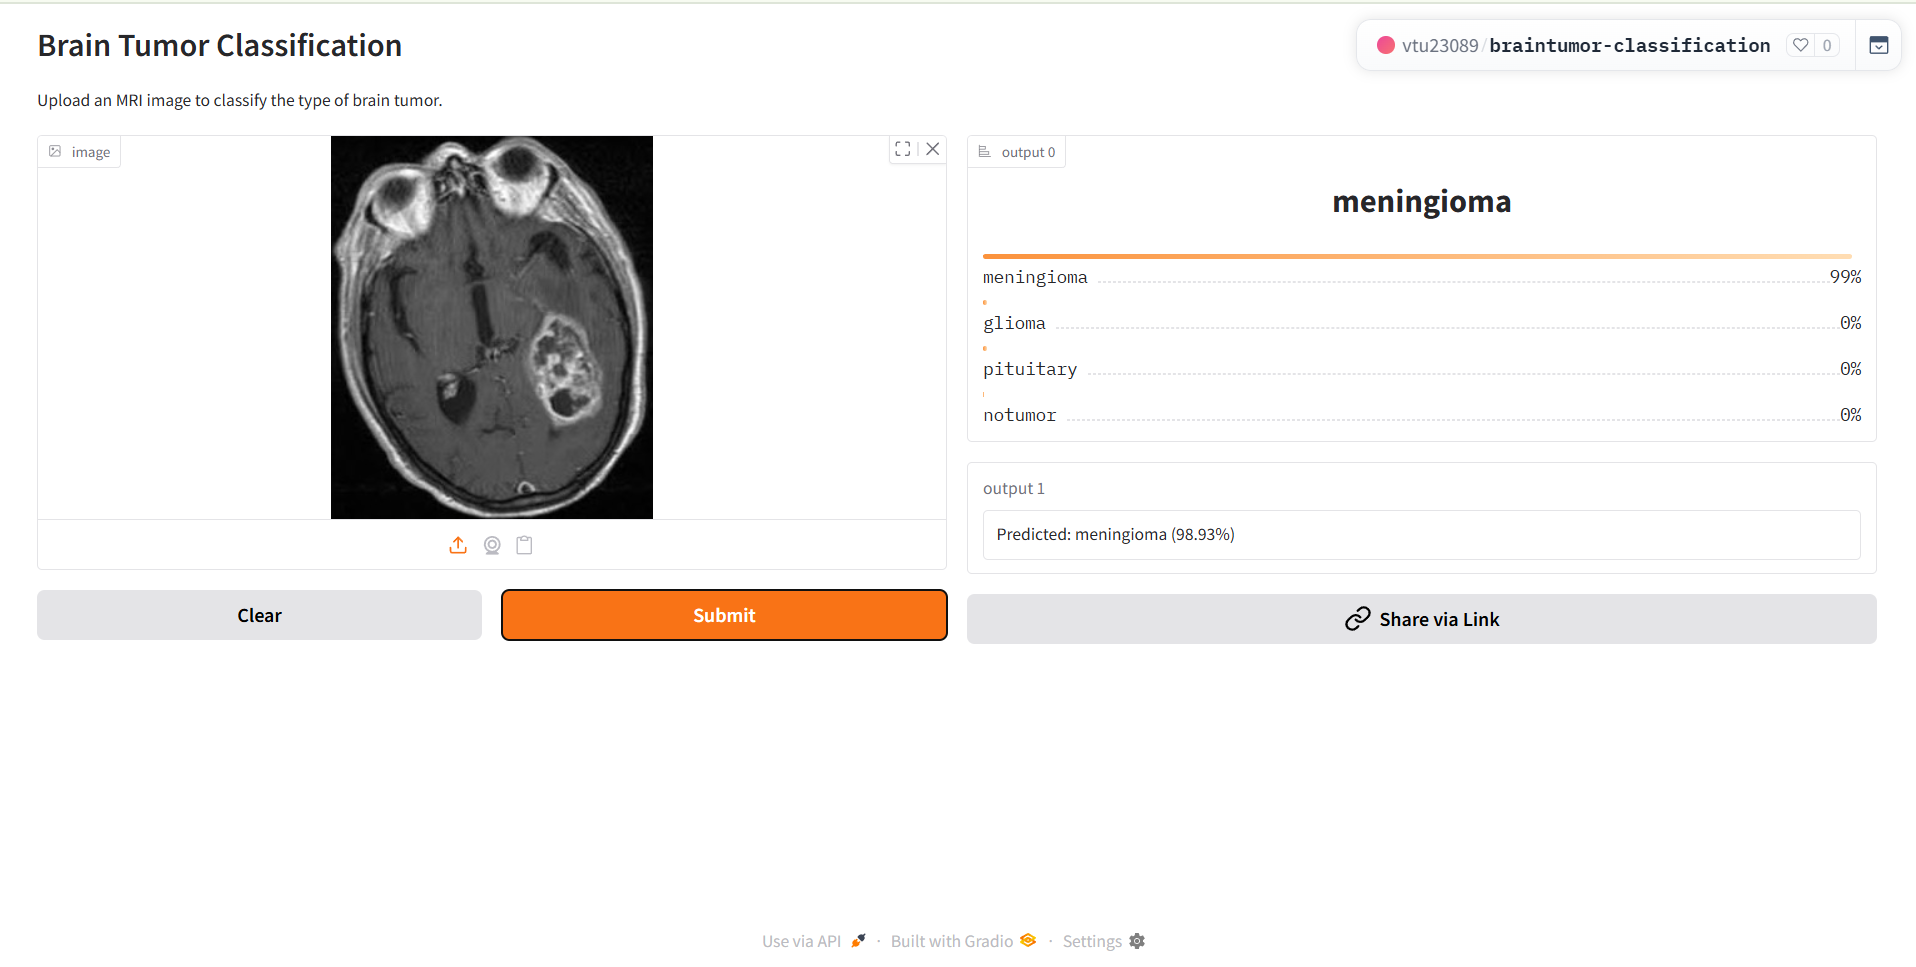 Brain Tumor Classification
vtu23089/braintumor-classification 0
Upload an MRI image to classify the type of brain tumor.
image
output 0
meningioma
meningioma 99%
glioma 0%
pituitary 0%
notumor 0%
output 1
Predicted: meningioma (98.93%)
Clear
Submit
Share via Link
Use via API · Built with Gradio · Settings